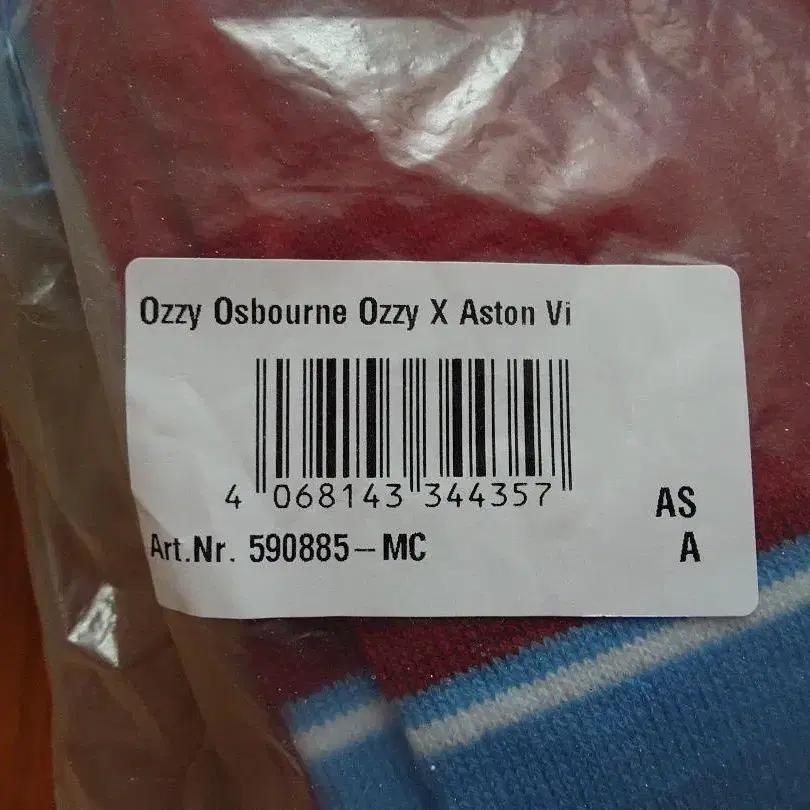 Ozzy Osbourne Ozzy X Aston Vi
4 068143 344357
AS
Art.Nr. 590885-MC
A